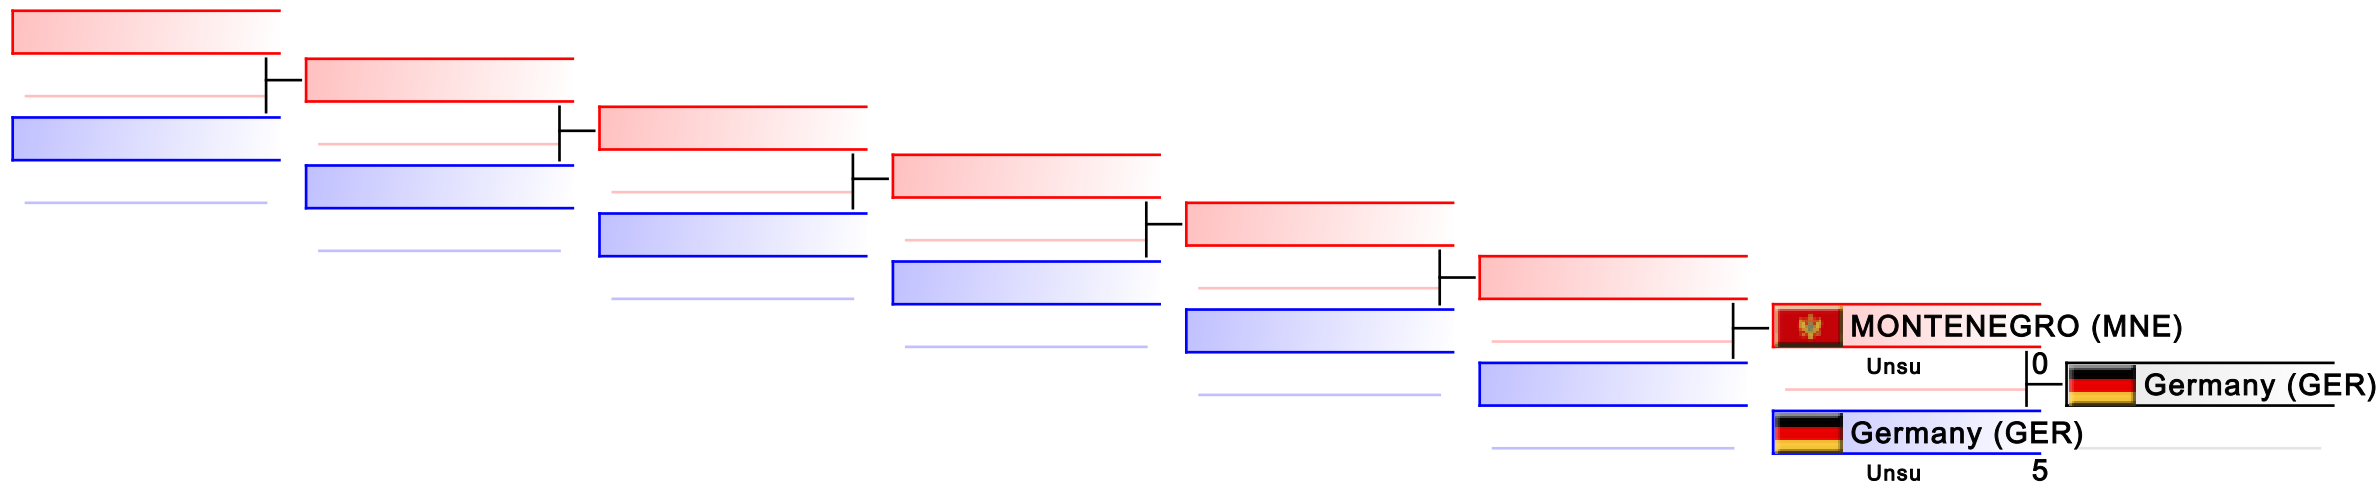 MONTENEGRO (MNE)
Unsu 0
Germany (GER)
Germany (GER)
Unsu 5